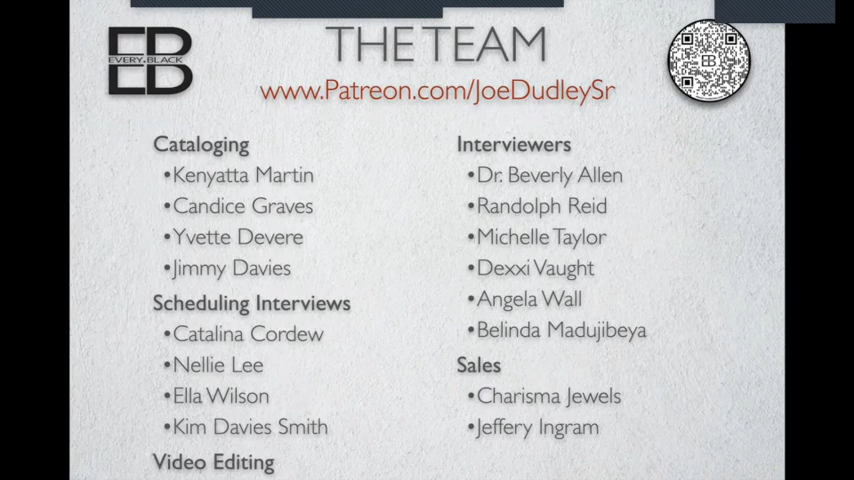 EB
EVERY.BLACK
THE TEAM
www.Patreon.com/JoeDudleySr
EB
Cataloging
•Kenyatta Martin
•Candice Graves
•Yvette Devere
•Jimmy Davies
Scheduling Interviews
•Catalina Cordew
•Nellie Lee
•Ella Wilson
•Kim Davies Smith
Video Editing
Interviewers
•Dr. Beverly Allen
•Randolph Reid
•Michelle Taylor
•Dexxi Vaught
•Angela Wall
•Belinda Madujibeya
Sales
•Charisma Jewels
•Jeffery Ingram